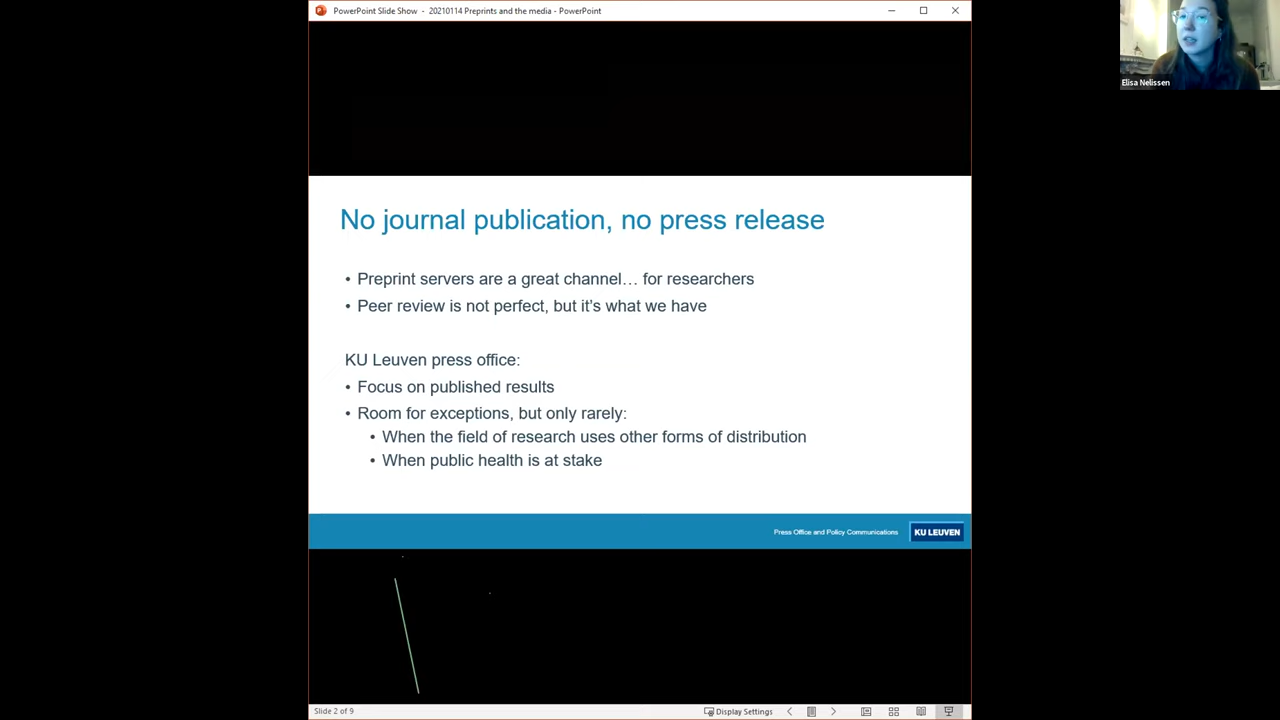 PowerPoint Slide Show - 20210114 Preprints and the media - PowerPoint
Elisa Nelissen
No journal publication, no press release
• Preprint servers are a great channel… for researchers
• Peer review is not perfect, but it's what we have
KU Leuven press office:
• Focus on published results
• Room for exceptions, but only rarely:
• When the field of research uses other forms of distribution
• When public health is at stake
Press Office and Policy Communications
KU LEUVEN
Slide 2 of 9
Display Settings